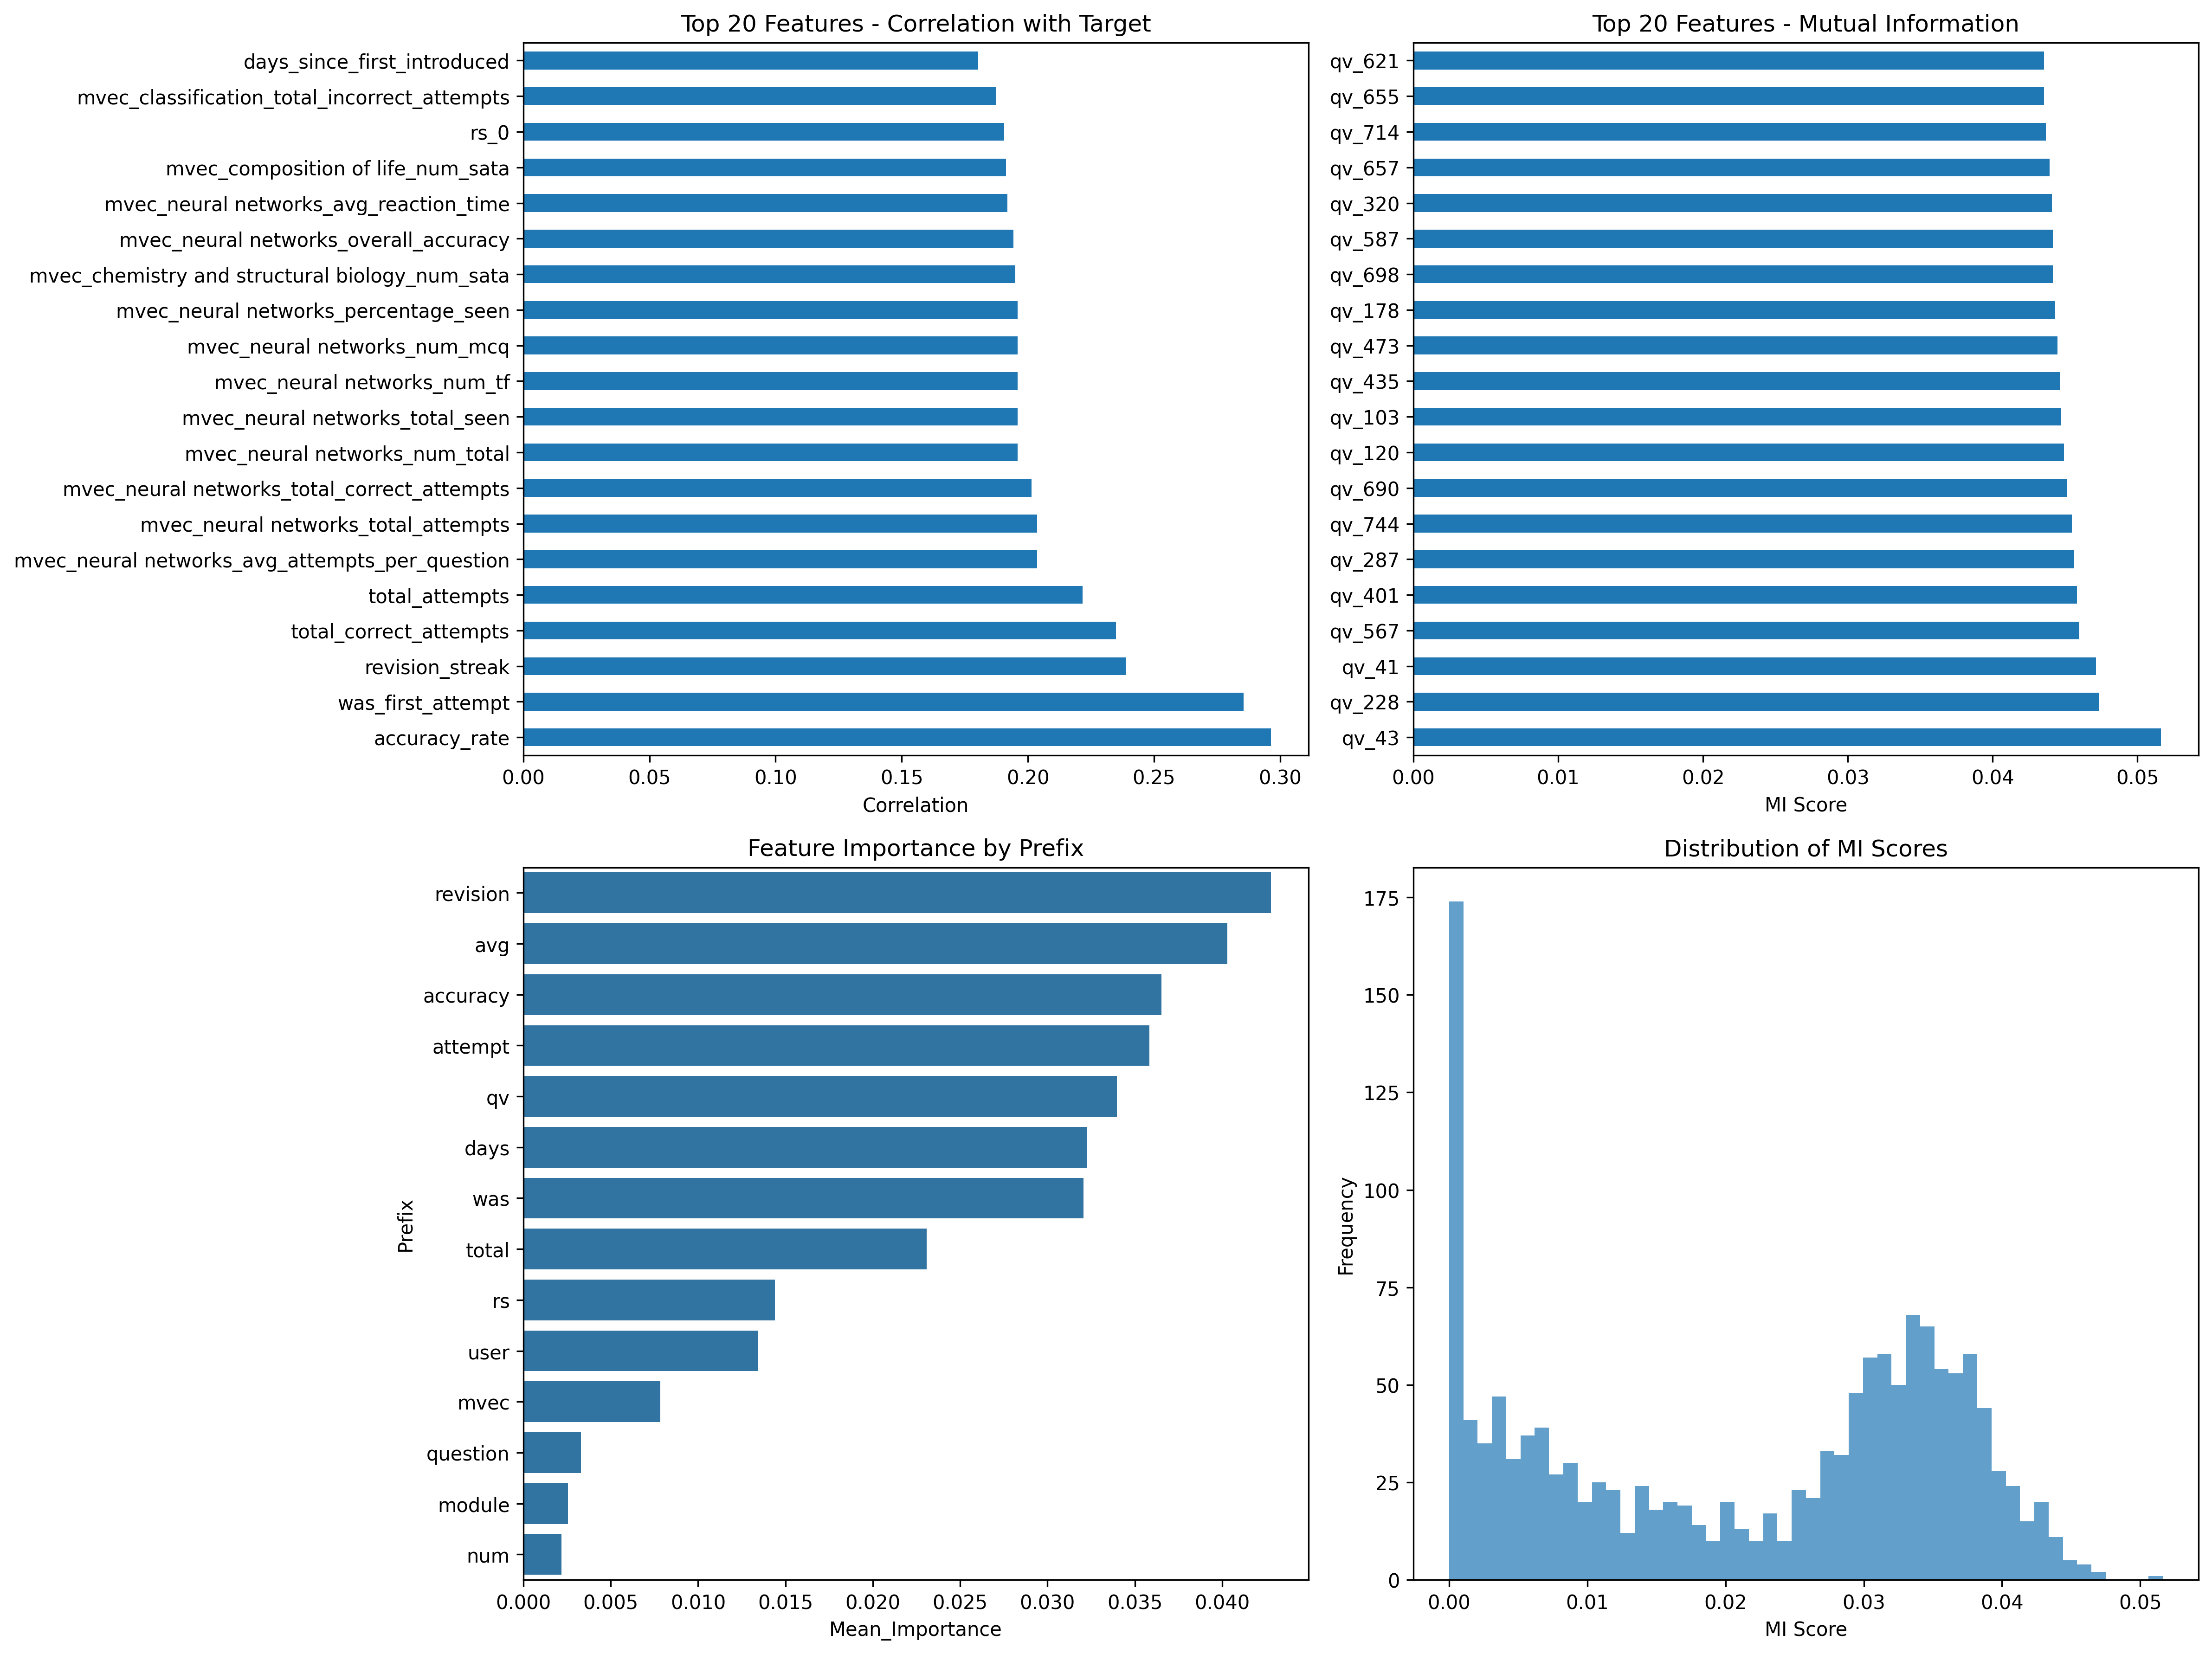 Top 20 Features - Correlation with Target
days_since_first_introduced
mvec_classification_total_incorrect_attempts
rs_0
mvec_composition of life_num_sata
mvec_neural networks_avg_reaction_time
mvec_neural networks_overall_accuracy
mvec_chemistry and structural biology_num_sata
mvec_neural networks_percentage_seen
mvec_neural networks_num_mcq
mvec_neural networks_num_tf
mvec_neural networks_total_seen
mvec_neural networks_num_total
mvec_neural networks_total_correct_attempts
mvec_neural networks_total_attempts
mvec_neural networks_avg_attempts_per_question
total_attempts
total_correct_attempts
revision_streak
was_first_attempt
accuracy_rate
0.00 0.05 0.10 0.15 0.20 0.25 0.30
Correlation
Top 20 Features - Mutual Information
qv_621
qv_655
qv_714
qv_657
qv_320
qv_587
qv_698
qv_178
qv_473
qv_435
qv_103
qv_120
qv_690
qv_744
qv_287
qv_401
qv_567
qv_41
qv_228
qv_43
0.00 0.01 0.02 0.03 0.04 0.05
MI Score
Feature Importance by Prefix
Prefix
revision
avg
accuracy
attempt
qv
days
was
total
rs
user
mvec
question
module
num
0.000 0.005 0.010 0.015 0.020 0.025 0.030 0.035 0.040
Mean_Importance
Distribution of MI Scores
Frequency
175
150
125
100
75
50
25
0
0.00 0.01 0.02 0.03 0.04 0.05
MI Score